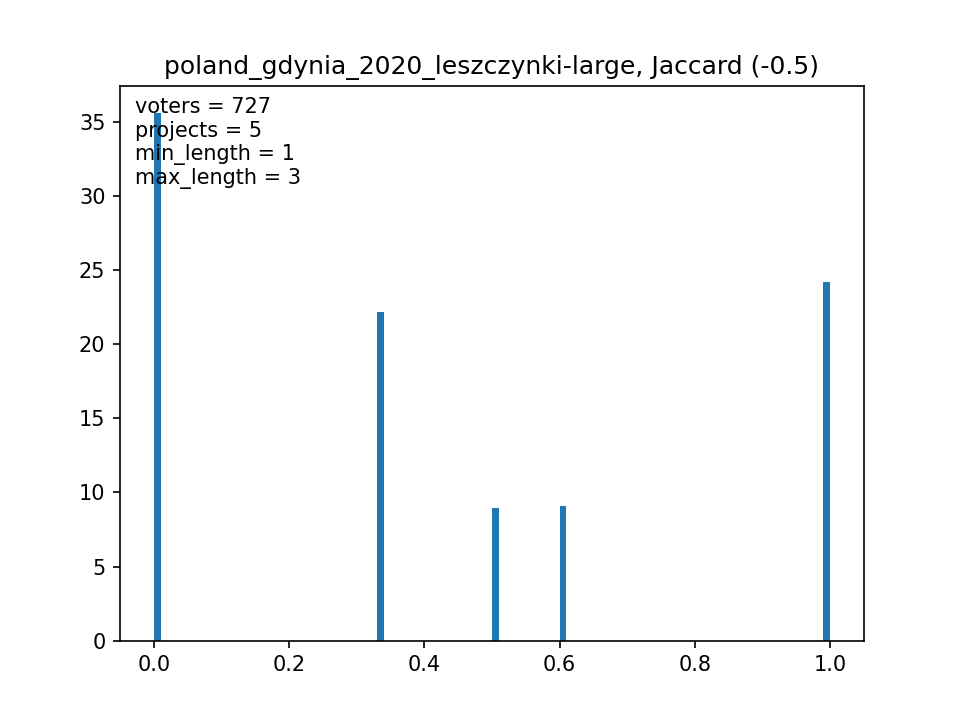 poland_gdynia_2020_leszczynki-large, Jaccard (-0.5)
voters = 727
projects = 5
min_length = 1
max_length = 3
35
30
25
20
15
10
5
0
0.0 0.2 0.4 0.6 0.8 1.0